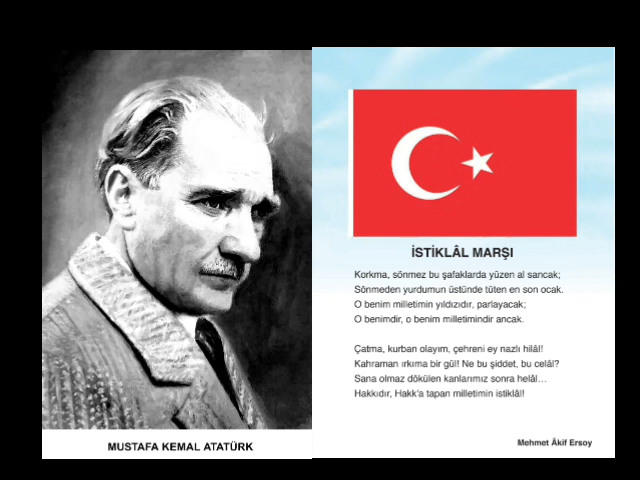 MUSTAFA KEMAL ATATÜRK
İSTİKLÂL MARŞI
Korkma, sönmez bu şafaklarda yüzen al sancak;
Sönmeden yurdumun üstünde tüten en son ocak.
O benim milletimin yıldızıdır, parlayacak;
O benimdir, o benim milletimindir ancak.
Çatma, kurban olayım, çehreni ey nazlı hilâl!
Kahraman ırkıma bir gül! Ne bu şiddet, bu celâl?
Sana olmaz dökülen kanlarımız sonra helâl...
Hakkıdır, Hakk'a tapan milletimin istiklâl!
Mehmet Âkif Ersoy